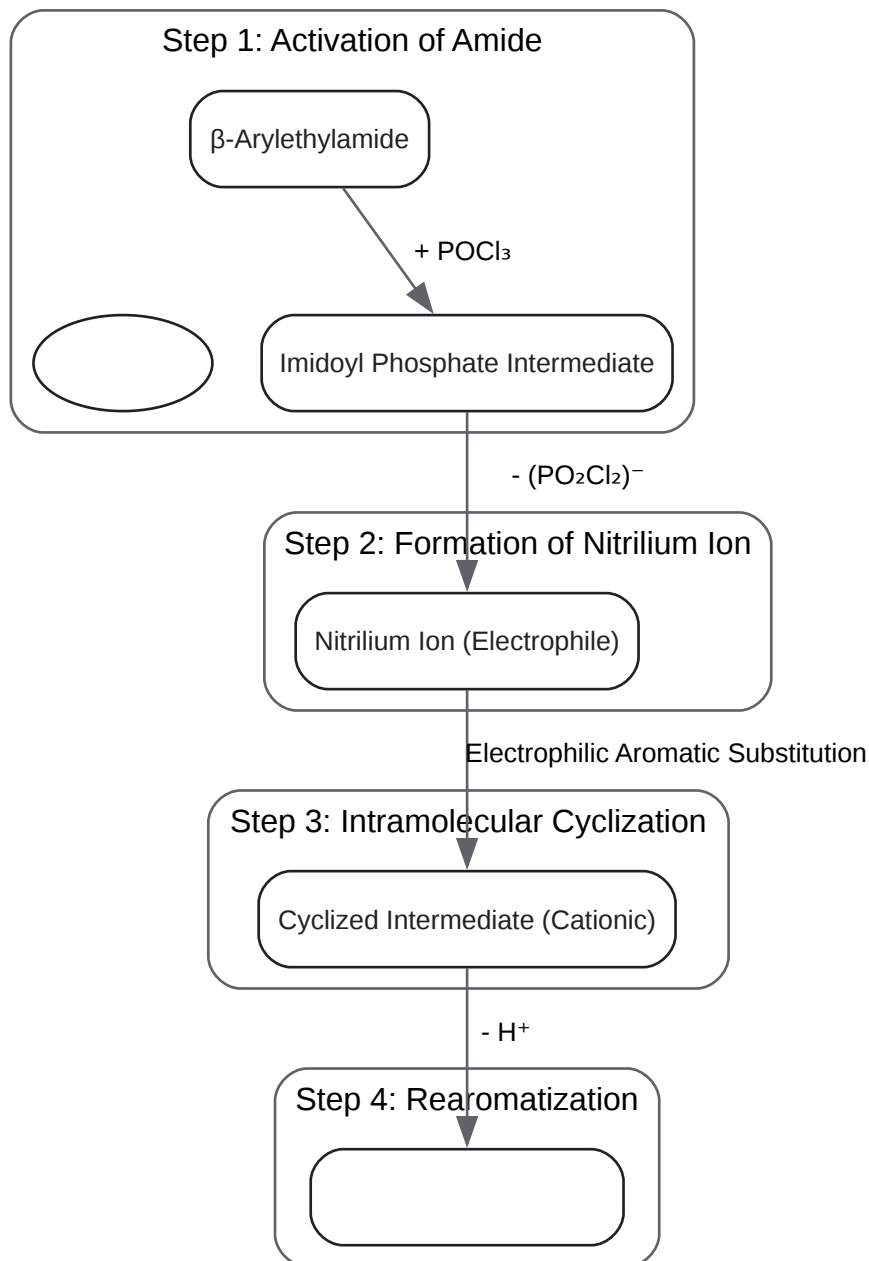 Step 1: Activation of Amide
β-Arylethylamide
+ POCl₃
Imidoyl Phosphate Intermediate
- (PO₂Cl₂)⁻
Step 2: Formation of Nitrilium Ion
Nitrilium Ion (Electrophile)
Electrophilic Aromatic Substitution
Step 3: Intramolecular Cyclization
Cyclized Intermediate (Cationic)
- H⁺
Step 4: Rearomatization